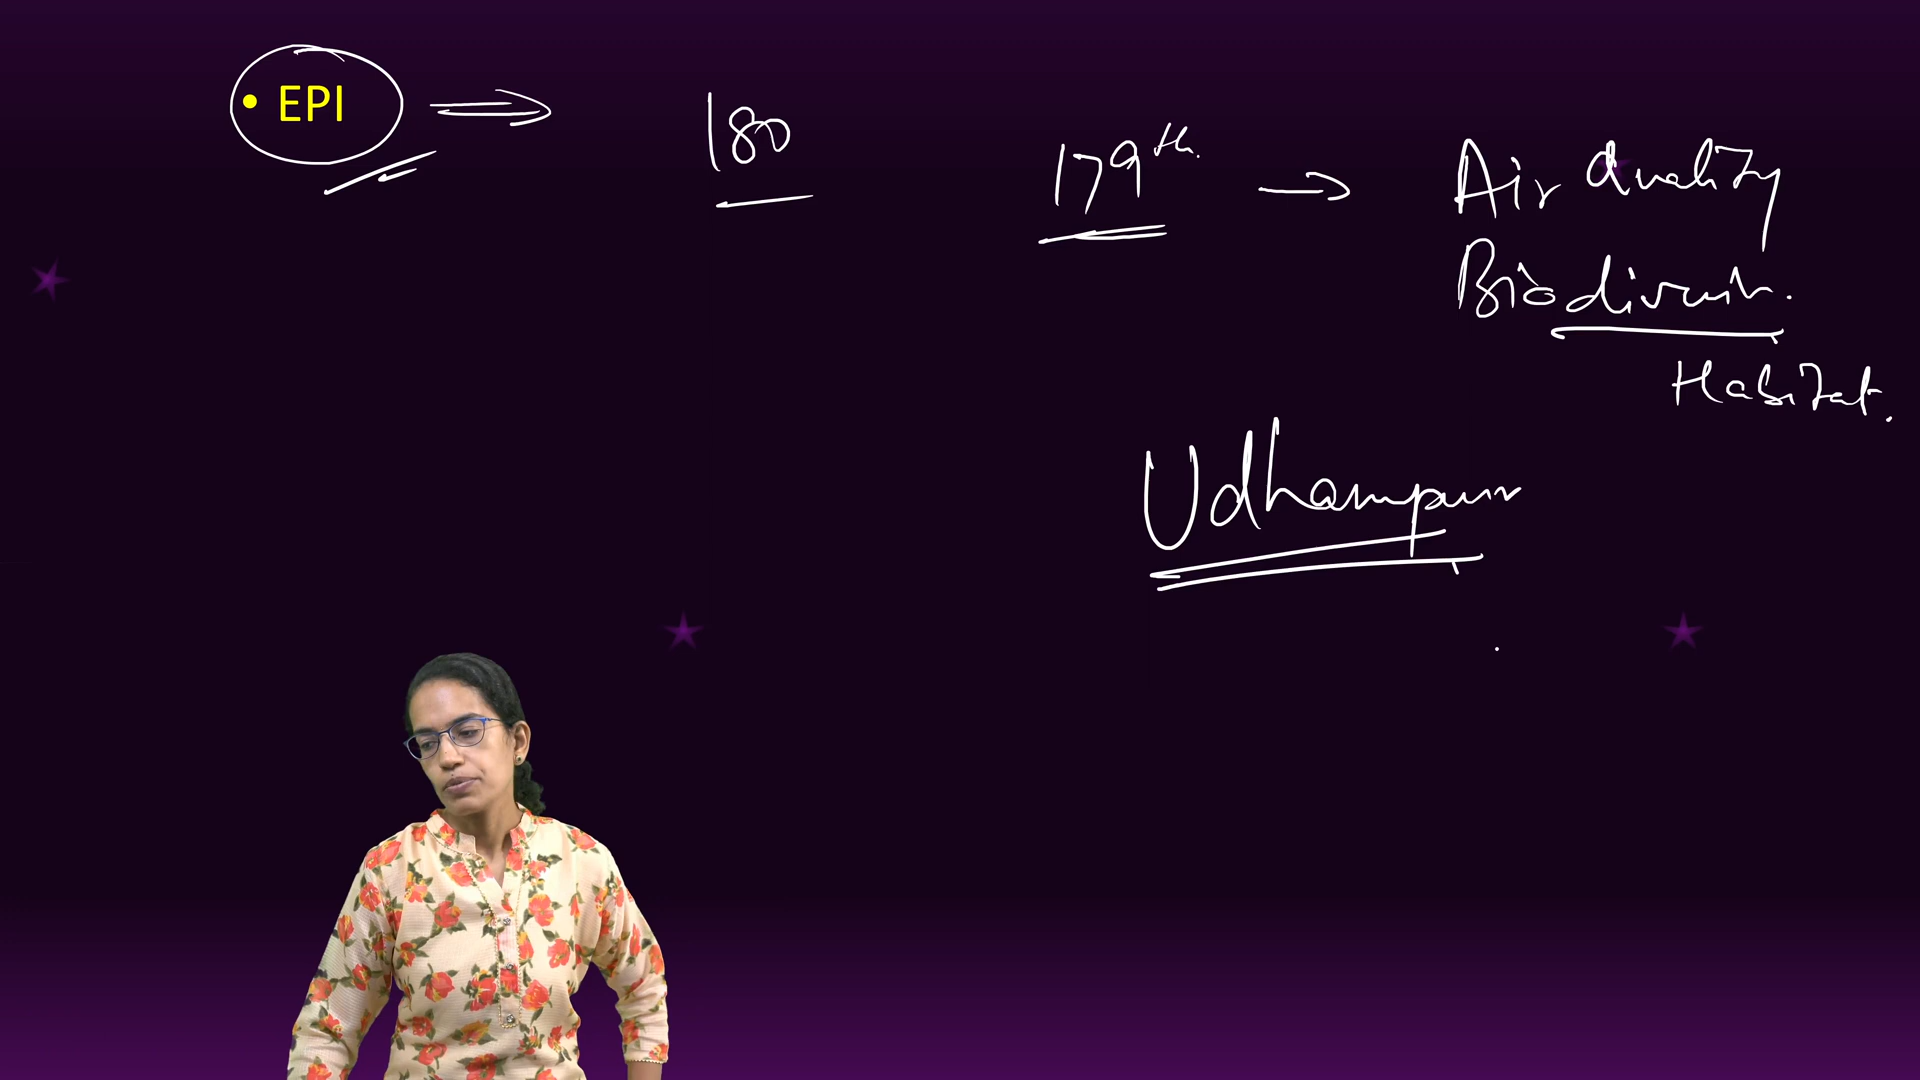 • EPI
180
179th.
Air Quality
Biodiversity.
Habitat.
Udhampur